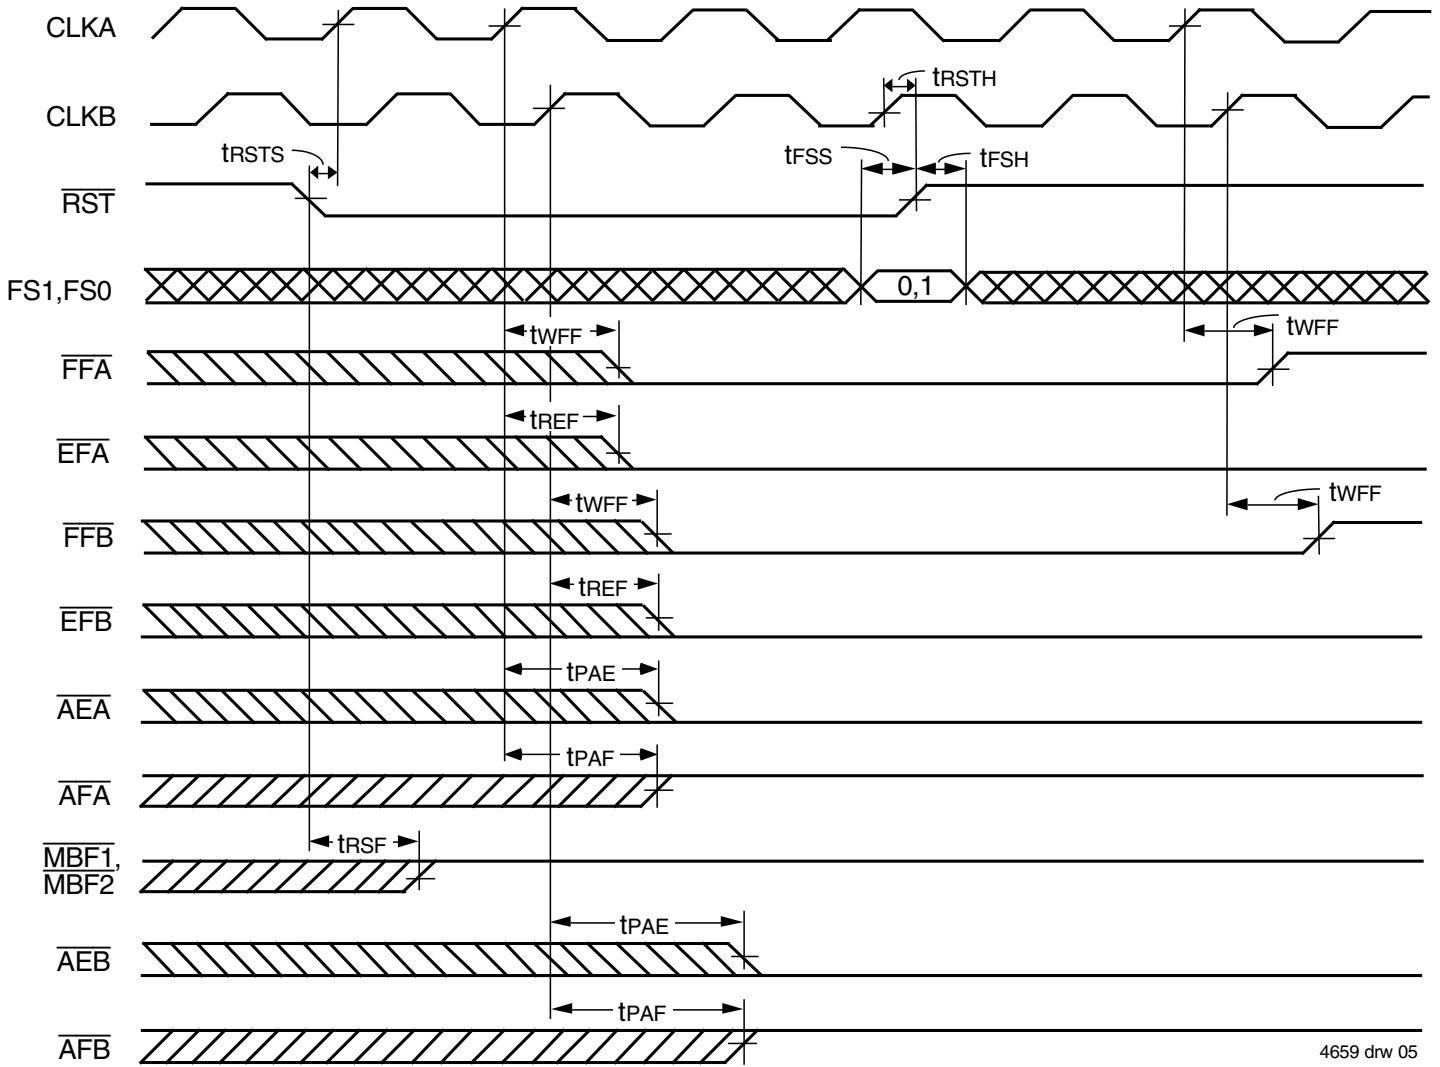 CLKA
tRSTH
CLKB
tRSTS
tFSS
tFSH
RST
FS1,FS0
0,1
tWFF
tWFF
FFA
tREF
EFA
tWFF
tWFF
FFB
tREF
EFB
tPAE
AEA
tPAF
AFA
tRSF
MBF1,
MBF2
tPAE
AEB
tPAF
AFB
4659 drw 05